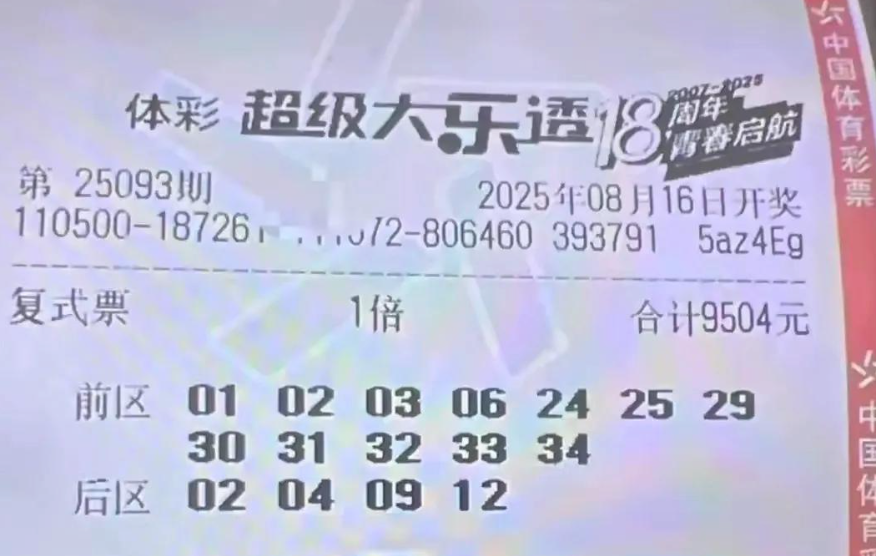 体彩 超级大乐透 18周年 2007-2025 青春启航
第 25093期 2025年08月16日开奖
110500-187261 072-806460 393791 5az4Eg
复式票 1倍 合计9504元
前区 01 02 03 06 24 25 29
30 31 32 33 34
后区 02 04 09 12
中国体育彩票
中国体育